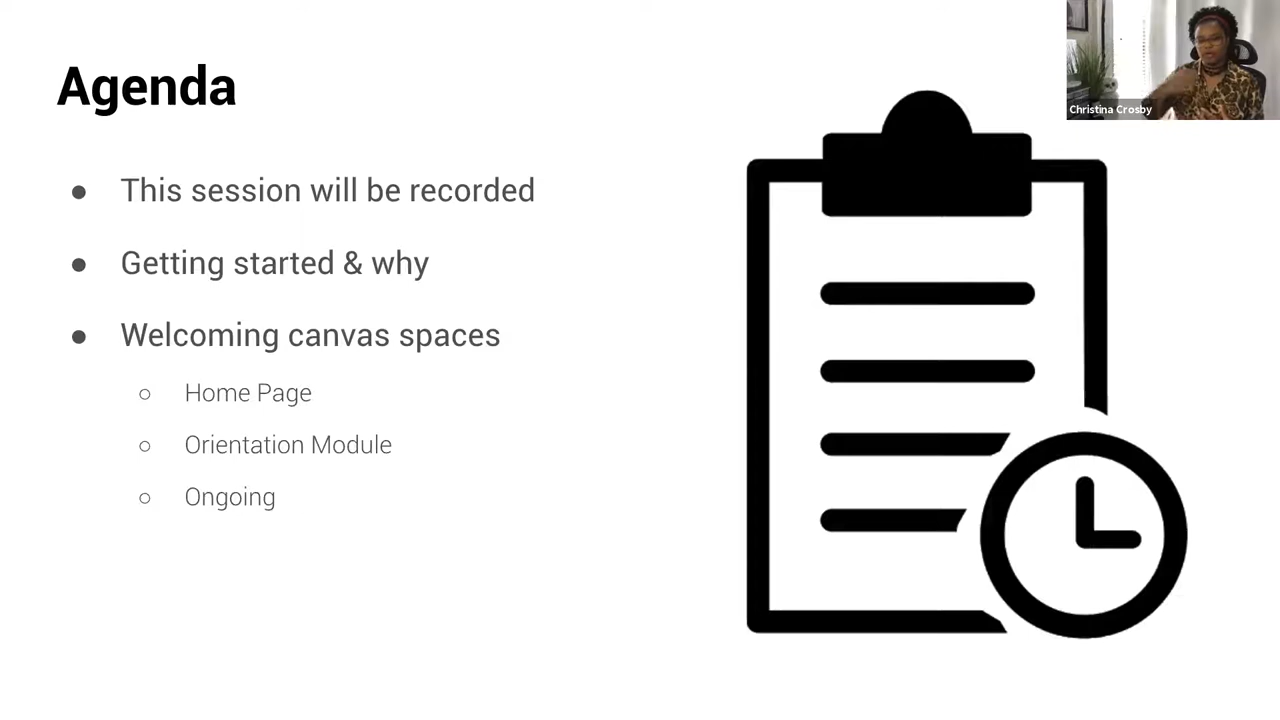 Agenda
This session will be recorded
Getting started & why
Welcoming canvas spaces
Home Page
Orientation Module
Ongoing
Christina Crosby